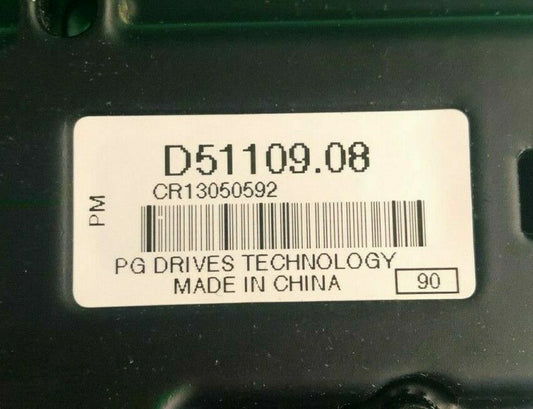 D51109.08
PM
CR13050592
PG DRIVES TECHNOLOGY
MADE IN CHINA
90